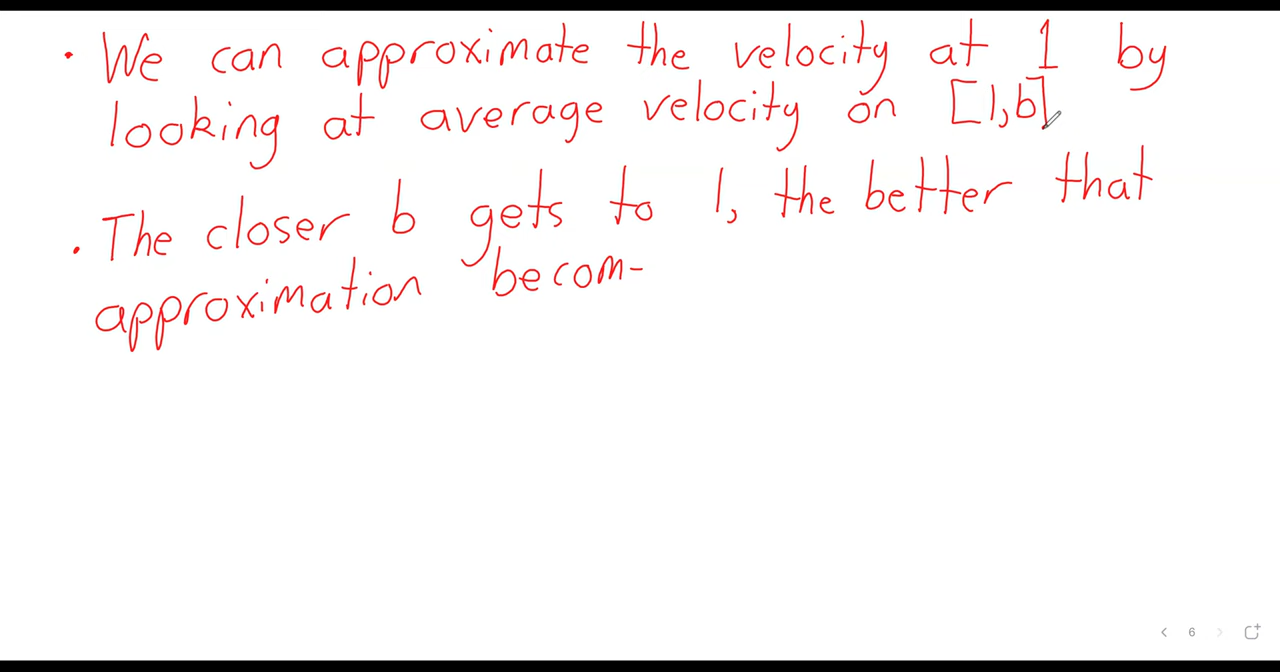 • We can approximate the velocity at 1 by
looking at average velocity on [1,b]
• The closer b gets to 1, the better that
approximation becom-
< 6 >